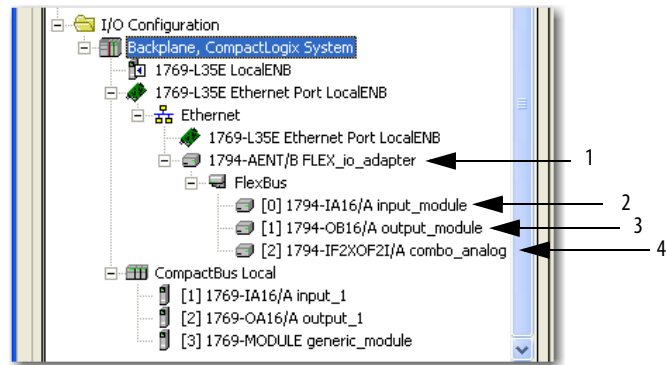 I/O Configuration
Backplane, CompactLogix System
1769-L35E LocalENB
1769-L35E Ethernet Port LocalENB
Ethernet
1769-L35E Ethernet Port LocalENB
1794-AENT/B FLEX_io_adapter 1
FlexBus
[0] 1794-IA16/A input_module 2
[1] 1794-OB16/A output_module 3
[2] 1794-IF2XOF2I/A combo_analog 4
CompactBus Local
[1] 1769-IA16/A input_1
[2] 1769-OA16/A output_1
[3] 1769-MODULE generic_module